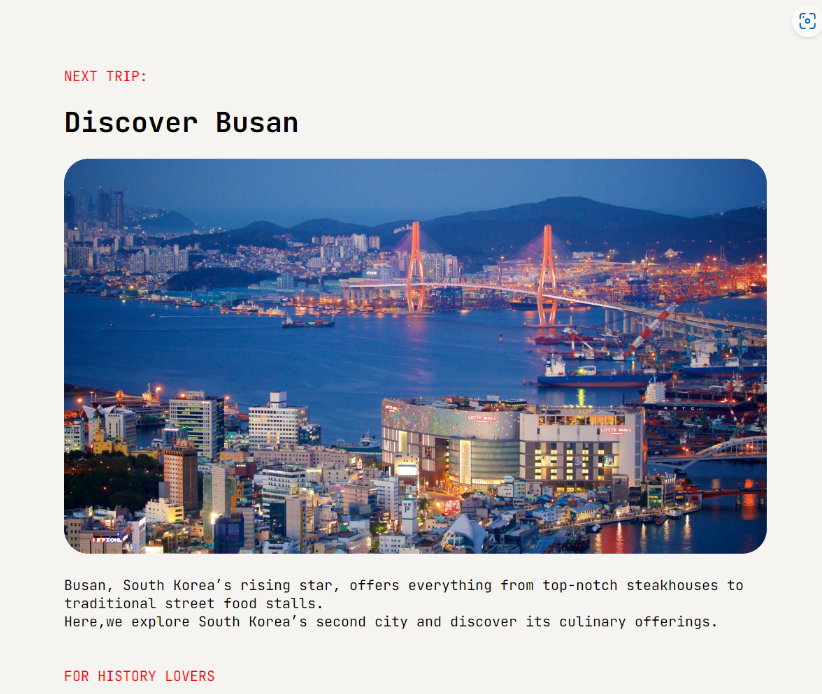 NEXT TRIP:
Discover Busan
LOTTE MALL
LOTTE MALL
Busan, South Korea’s rising star, offers everything from top-notch steakhouses to
traditional street food stalls.
Here,we explore South Korea’s second city and discover its culinary offerings.
FOR HISTORY LOVERS